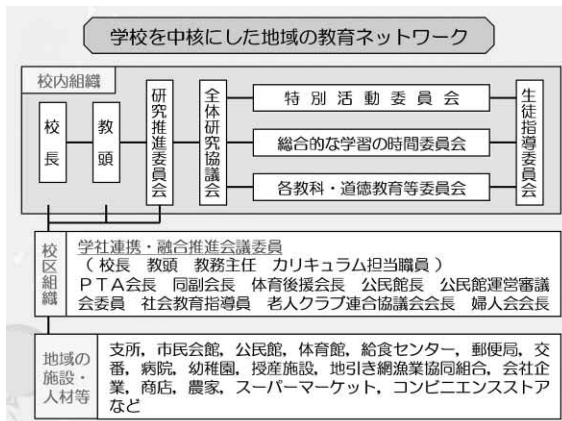 学校を中核にした地域の教育ネットワーク
校内組織
校長
教頭
研究推進委員会
全体研究協議会
特別活動委員会
総合的な学習の時間委員会
各教科・道徳教育等委員会
生徒指導委員会
校区組織
学社連携・融合推進会議委員
（校長　教頭　教務主任　カリキュラム担当職員）
ＰＴＡ会長　同副会長　体育後援会長　公民館長　公民館運営審議
会委員　社会教育指導員　老人クラブ連合協議会会長　婦人会会長
地域の
施設・
人材等
支所，市民会館，公民館，体育館，給食センター，郵便局，交
番，病院，幼稚園，授産施設，地引き網漁業協同組合，会社企
業，商店，農家，スーパーマーケット，コンビニエンスストア
など